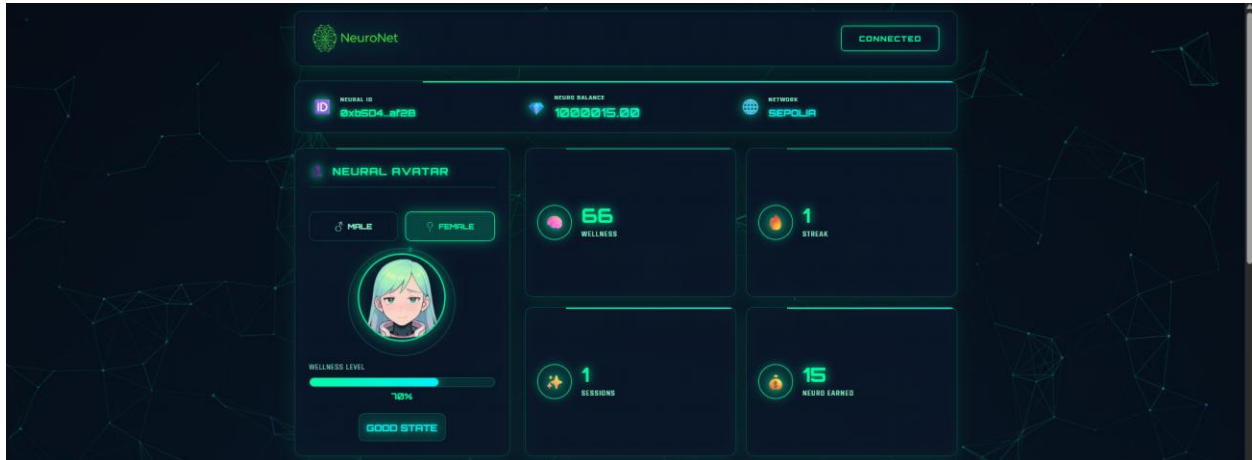 NeuroNet
CONNECTED
NEURAL ID
0xb5D4...af2B
NEURO BALANCE
1000015.00
NETWORK
SEPOLIA
NEURAL AVATAR
♂ MALE
♀ FEMALE
66
WELLNESS
1
STREAK
WELLNESS LEVEL
70%
GOOD STATE
1
SESSIONS
15
NEURO EARNED